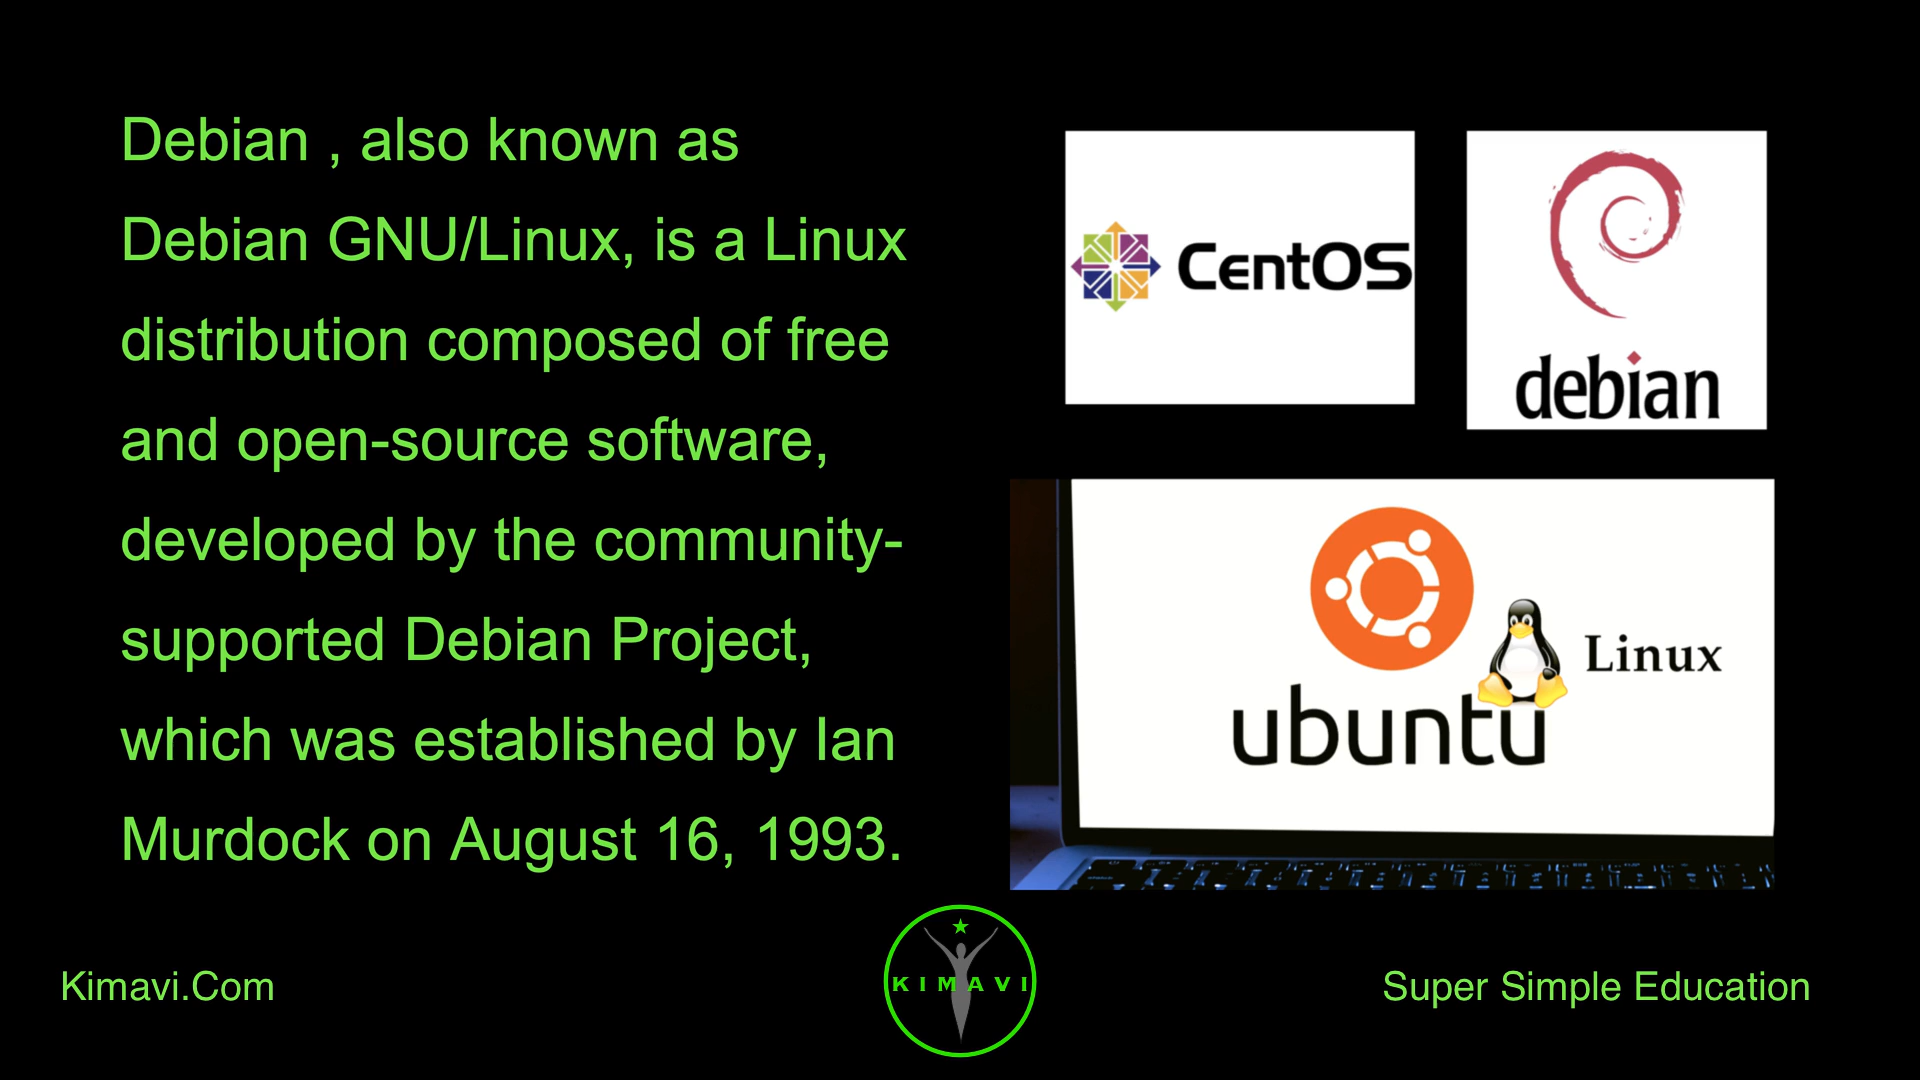 Debian , also known as
Debian GNU/Linux, is a Linux
distribution composed of free
and open-source software,
developed by the community-
supported Debian Project,
which was established by Ian
Murdock on August 16, 1993.
CentOS
debian
ubuntu
Linux
Kimavi.Com
KIMAVI
Super Simple Education